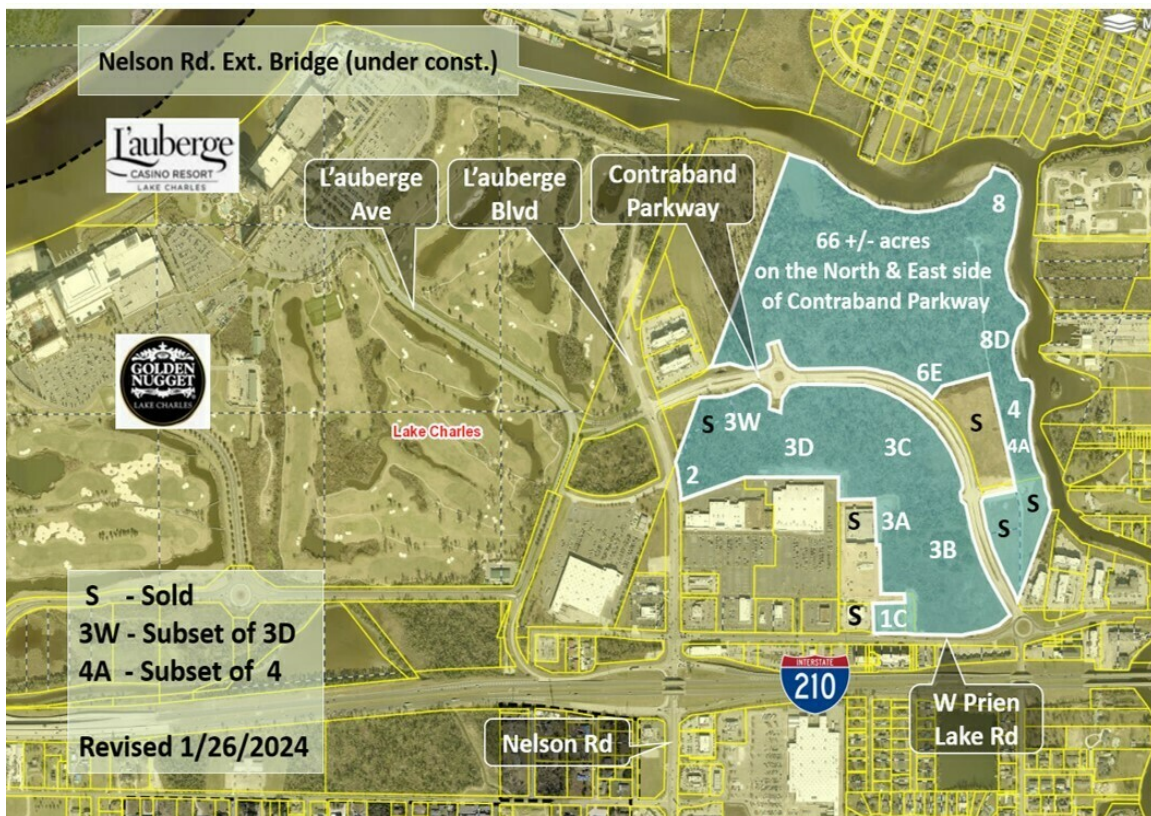 M
Nelson Rd. Ext. Bridge (under const.)
L'auberge
CASINO RESORT
LAKE CHARLES
L'auberge
Ave
L'auberge
Blvd
Contraband
Parkway
8
66 +/- acres
on the North & East side
of Contraband Parkway
8D
GOLDEN
NUGGET
LAKE CHARLES
6E
S
3W
S
4
Lake Charles
3D
3C
4A
2
S
S
S
3A
3B
S
1C
S - Sold
3W - Subset of 3D
4A - Subset of 4
Revised 1/26/2024
INTERSTATE
210
W Prien
Lake Rd
Nelson Rd